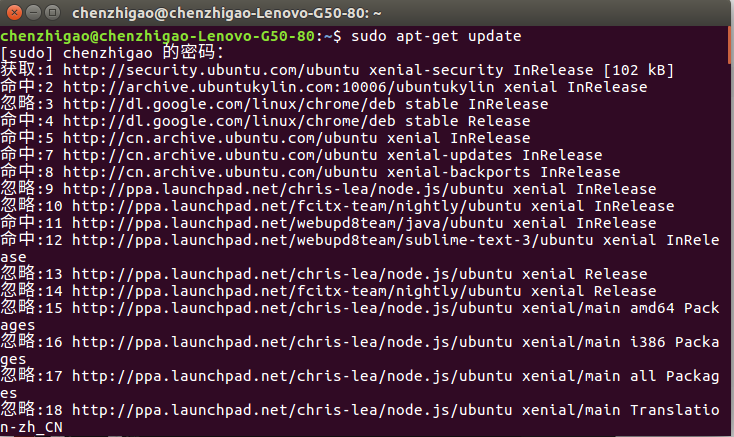 chenzhigao@chenzhigao-Lenovo-G50-80: ~
chenzhigao@chenzhigao-Lenovo-G50-80:~$ sudo apt-get update
[sudo] chenzhigao 的密码：
获取:1 http://security.ubuntu.com/ubuntu xenial-security InRelease [102 kB]
命中:2 http://archive.ubuntukylin.com:10006/ubuntukylin xenial InRelease
忽略:3 http://dl.google.com/linux/chrome/deb stable InRelease
命中:4 http://dl.google.com/linux/chrome/deb stable Release
命中:5 http://cn.archive.ubuntu.com/ubuntu xenial InRelease
命中:7 http://cn.archive.ubuntu.com/ubuntu xenial-updates InRelease
命中:8 http://cn.archive.ubuntu.com/ubuntu xenial-backports InRelease
忽略:9 http://ppa.launchpad.net/chris-lea/node.js/ubuntu xenial InRelease
忽略:10 http://ppa.launchpad.net/fcitx-team/nightly/ubuntu xenial InRelease
命中:11 http://ppa.launchpad.net/webupd8team/java/ubuntu xenial InRelease
命中:12 http://ppa.launchpad.net/webupd8team/sublime-text-3/ubuntu xenial InRele
ase
忽略:13 http://ppa.launchpad.net/chris-lea/node.js/ubuntu xenial Release
忽略:14 http://ppa.launchpad.net/fcitx-team/nightly/ubuntu xenial Release
忽略:15 http://ppa.launchpad.net/chris-lea/node.js/ubuntu xenial/main amd64 Pack
ages
忽略:16 http://ppa.launchpad.net/chris-lea/node.js/ubuntu xenial/main i386 Packa
ges
忽略:17 http://ppa.launchpad.net/chris-lea/node.js/ubuntu xenial/main all Packag
es
忽略:18 http://ppa.launchpad.net/chris-lea/node.js/ubuntu xenial/main Translatio
n-zh_CN